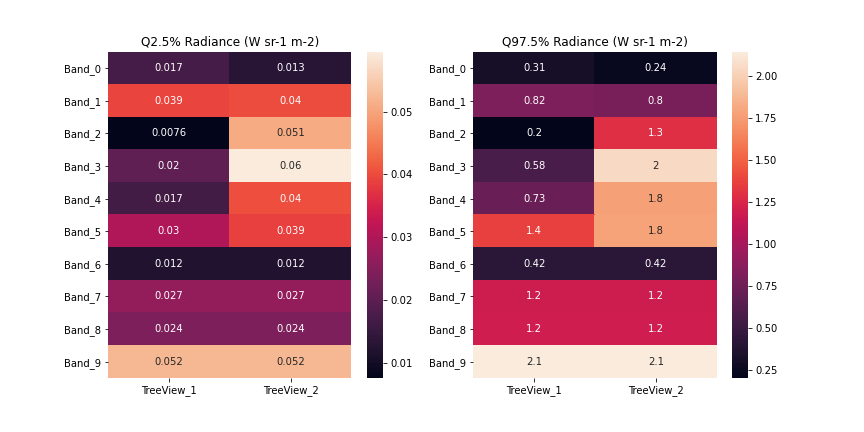 Q2.5% Radiance (W sr-1 m-2)
Band_0 0.017 0.013
Band_1 0.039 0.04
Band_2 0.0076 0.051
Band_3 0.02 0.06
Band_4 0.017 0.04
Band_5 0.03 0.039
Band_6 0.012 0.012
Band_7 0.027 0.027
Band_8 0.024 0.024
Band_9 0.052 0.052
TreeView_1 TreeView_2
0.05
0.04
0.03
0.02
0.01
Q97.5% Radiance (W sr-1 m-2)
Band_0 0.31 0.24
Band_1 0.82 0.8
Band_2 0.2 1.3
Band_3 0.58 2
Band_4 0.73 1.8
Band_5 1.4 1.8
Band_6 0.42 0.42
Band_7 1.2 1.2
Band_8 1.2 1.2
Band_9 2.1 2.1
TreeView_1 TreeView_2
2.00
1.75
1.50
1.25
1.00
0.75
0.50
0.25